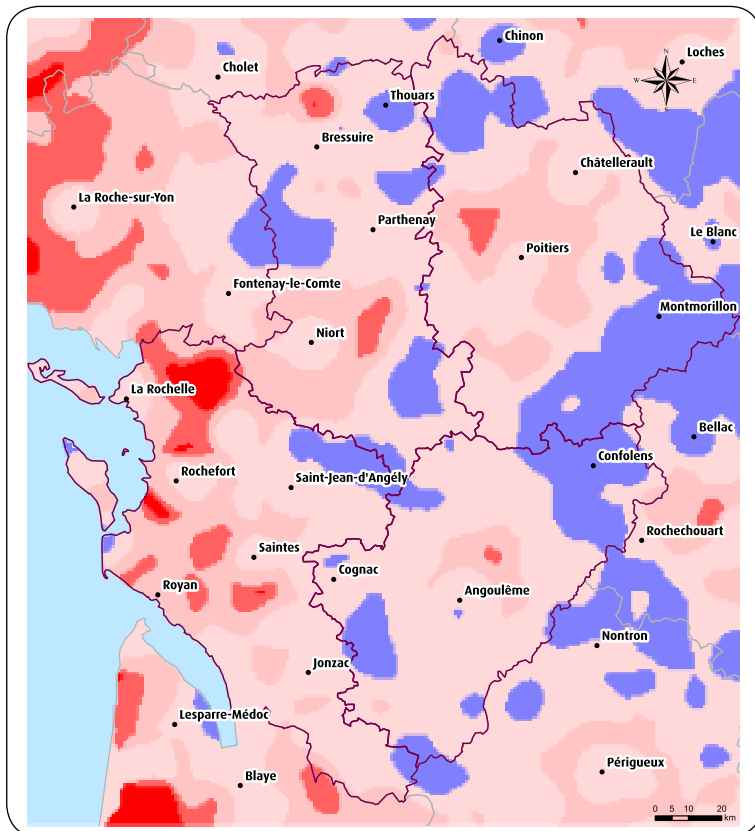 Chinon
Loches
N
W
E
S
Cholet
Thouars
Bressuire
Châtellerault
La Roche-sur-Yon
Parthenay
Le Blanc
Poitiers
Fontenay-le-Comte
Montmorillon
Niort
La Rochelle
Bellac
Confolens
Rochefort
Saint-Jean-d'Angély
Rochechouart
Saintes
Cognac
Royan
Angoulême
Nontron
Jonzac
Lesparre-Médoc
Périgueux
Blaye
0 5 10 20
km